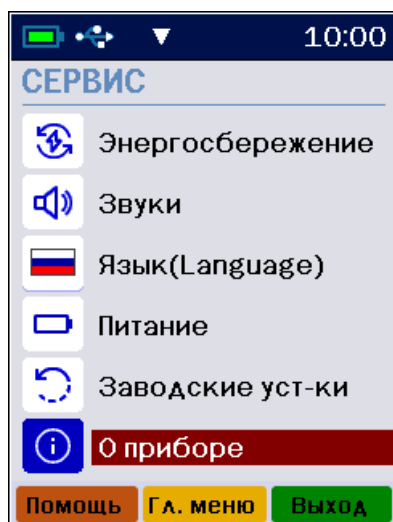 10:00
СЕРВИС
Энергосбережение
Звуки
Язык(Language)
Питание
Заводские уст-ки
О приборе
Помощь Гл. меню Выход